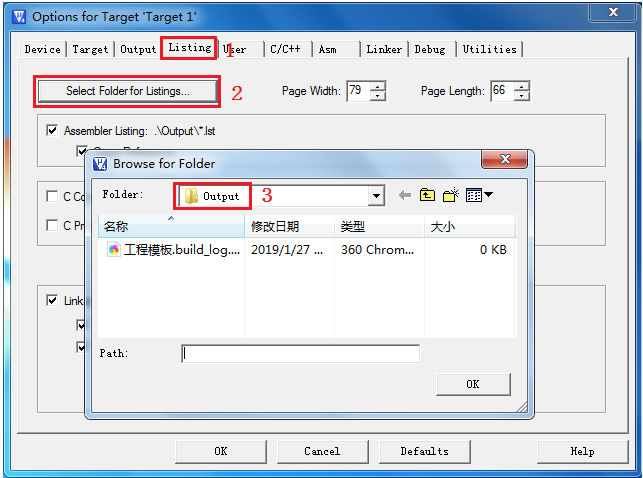 Options for Target 'Target 1'
Device Target Output Listing 1 User C/C++ Asm Linker Debug Utilities
Select Folder for Listings... 2 Page Width: 79 Page Length: 66
Assembler Listing: .\Output\*.lst
Browse for Folder
Folder: Output 3
名称 修改日期 类型 大小
工程模板.build_log.... 2019/1/27 ... 360 Chrom... 0 KB
C Co
C Pr
Link
Path:
OK
OK Cancel Defaults Help